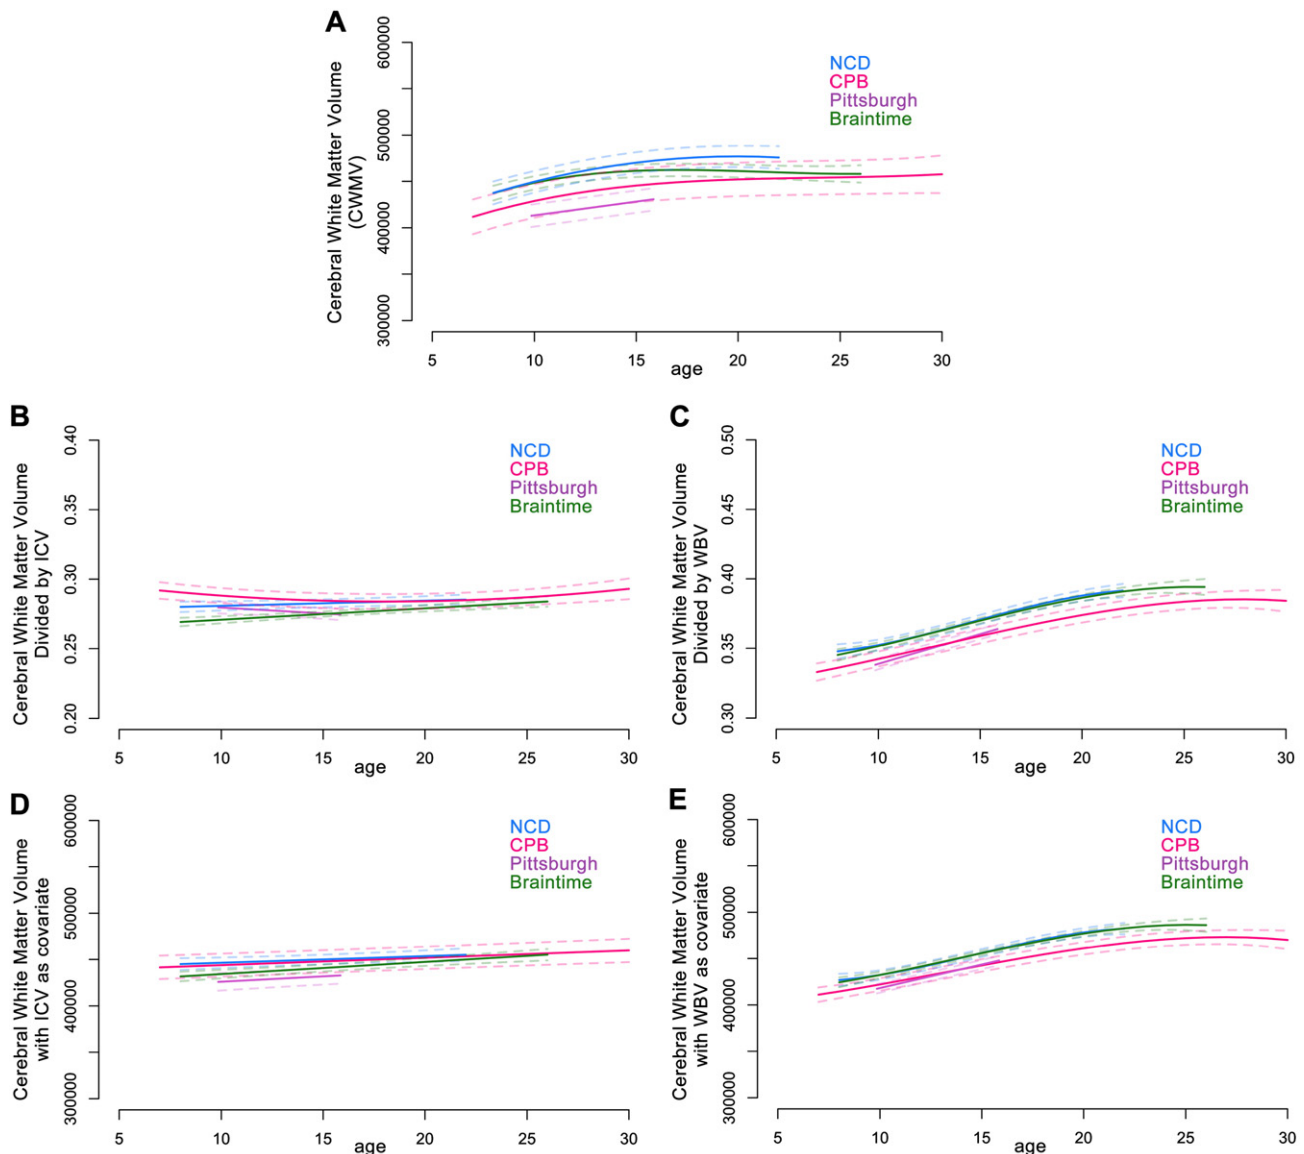 A
Cerebral White Matter Volume
(CWMV)
600000
500000
400000
300000
NCD
CPB
Pittsburgh
Braintime
5 10 15 20 25 30
age
B
Cerebral White Matter Volume
Divided by ICV
0.40
0.35
0.30
0.25
0.20
NCD
CPB
Pittsburgh
Braintime
5 10 15 20 25 30
age
C
Cerebral White Matter Volume
Divided by WBV
0.50
0.45
0.40
0.35
0.30
NCD
CPB
Pittsburgh
Braintime
5 10 15 20 25 30
age
D
Cerebral White Matter Volume
with ICV as covariate
600000
500000
400000
300000
NCD
CPB
Pittsburgh
Braintime
5 10 15 20 25 30
age
E
Cerebral White Matter Volume
with WBV as covariate
600000
500000
400000
300000
NCD
CPB
Pittsburgh
Braintime
5 10 15 20 25 30
age